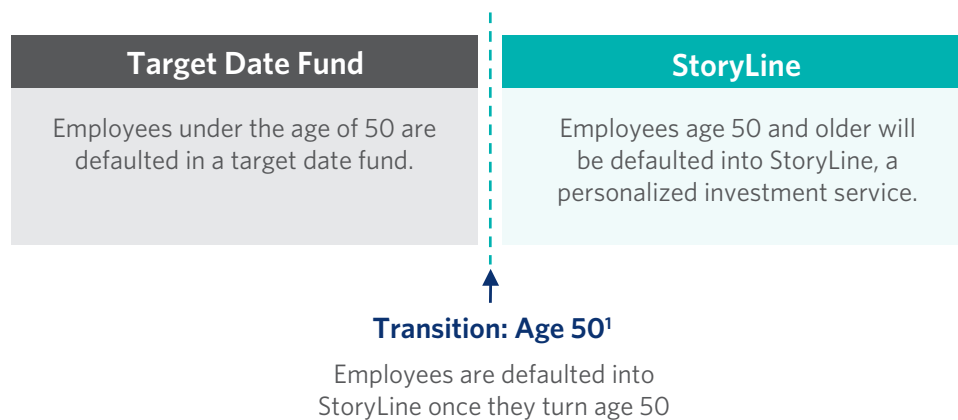 Target Date Fund
Employees under the age of 50 are
defaulted in a target date fund.
StoryLine
Employees age 50 and older will
be defaulted into StoryLine, a
personalized investment service.
Transition: Age 50¹
Employees are defaulted into
StoryLine once they turn age 50